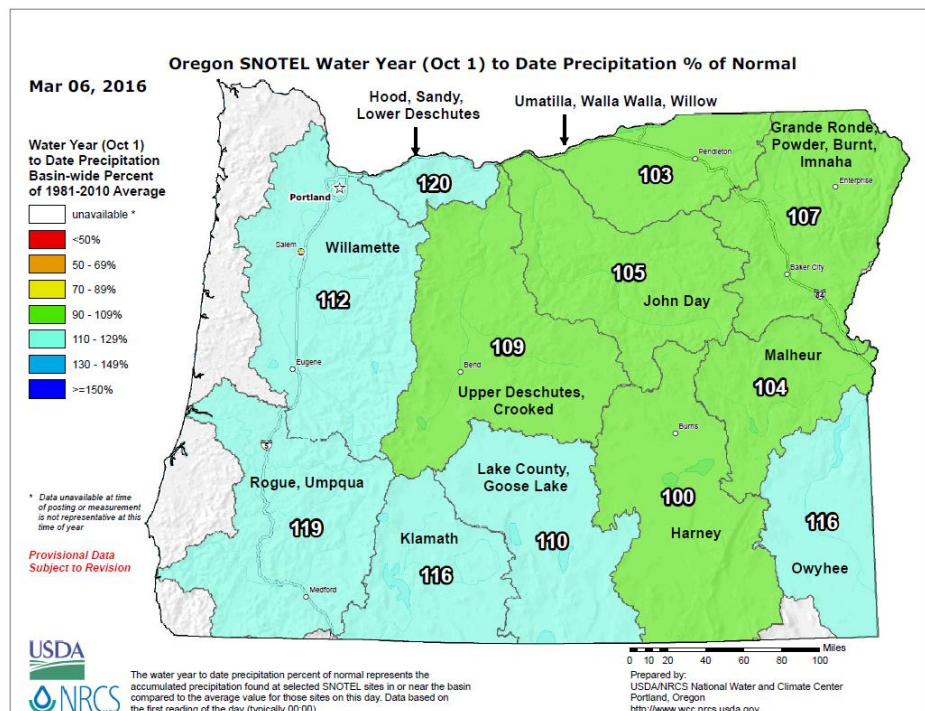 Oregon SNOTEL Water Year (Oct 1) to Date Precipitation % of Normal
Mar 06, 2016
Water Year (Oct 1)
to Date Precipitation
Basin-wide Percent
of 1981-2010 Average
unavailable *
<50%
50 - 69%
70 - 89%
90 - 109%
110 - 129%
130 - 149%
>=150%
* Data unavailable at time
of posting or measurement
is not representative at this
time of year
Provisional Data
Subject to Revision
Hood, Sandy,
Lower Deschutes
Umatilla, Walla Walla, Willow
Grande Ronde,
Powder, Burnt,
Imnaha
Pendleton
Enterprise
120
103
107
Portland
Salem
Willamette
112
105
John Day
Baker City
84
109
Bend
Upper Deschutes,
Crooked
Malheur
104
Eugene
Burns
5
Rogue, Umpqua
119
Lake County,
Goose Lake
110
Klamath
116
100
Harney
116
Owyhee
Medford
USDA
NRCS
The water year to date precipitation percent of normal represents the
accumulated precipitation found at selected SNOTEL sites in or near the basin
compared to the average value for those sites on this day. Data based on
the first reading of the day (typically 00:00).
Miles
0 10 20 40 60 80 100
Prepared by:
USDA/NRCS National Water and Climate Center
Portland, Oregon
http://www.wcc.nrcs.usda.gov